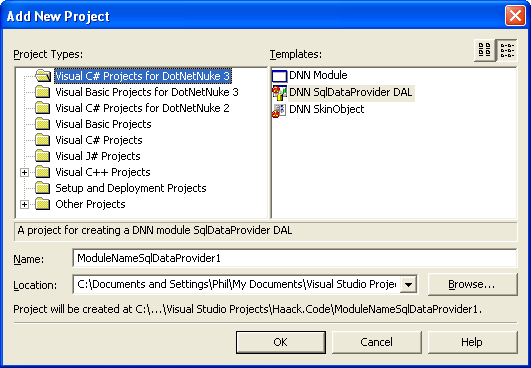 Add New Project
Project Types:
Templates:
Visual C# Projects for DotNetNuke 3
Visual Basic Projects for DotNetNuke 3
Visual C# Projects for DotNetNuke 2
Visual Basic Projects
Visual C# Projects
Visual J# Projects
Visual C++ Projects
Setup and Deployment Projects
Other Projects
DNN Module
DNN SqlDataProvider DAL
DNN SkinObject
A project for creating a DNN module SqlDataProvider DAL
Name:
ModuleNameSqlDataProvider1
Location:
C:\Documents and Settings\Phil\My Documents\Visual Studio Projec
Browse...
Project will be created at C:\...\Visual Studio Projects\Haack.Code\ModuleNameSqlDataProvider1.
OK
Cancel
Help